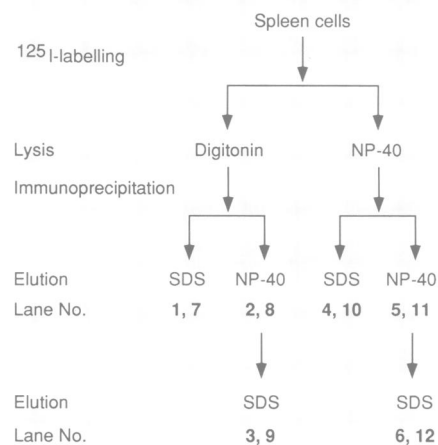 Spleen cells
125 I-labelling
Lysis Digitonin NP-40
Immunoprecipitation
Elution SDS NP-40 SDS NP-40
Lane No. 1, 7 2, 8 4, 10 5, 11
Elution SDS SDS
Lane No. 3, 9 6, 12